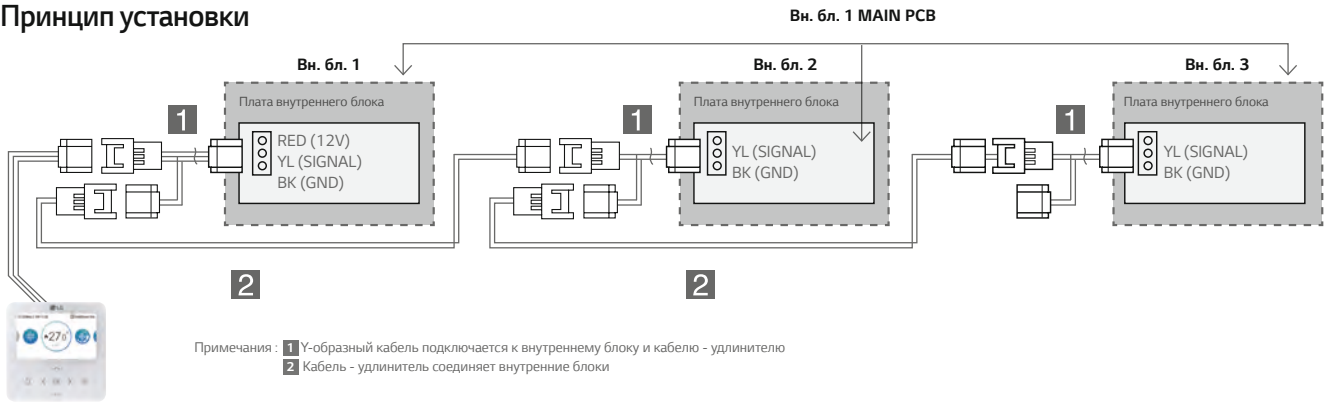 Принцип установки
Вн. бл. 1 MAIN PCB
Вн. бл. 1
Вн. бл. 2
Вн. бл. 3
Плата внутреннего блока
Плата внутреннего блока
Плата внутреннего блока
1
1
1
RED (12V)
YL (SIGNAL)
BK (GND)
YL (SIGNAL)
BK (GND)
YL (SIGNAL)
BK (GND)
2
2
LG
27
Примечания : 1 Y-образный кабель подключается к внутреннему блоку и кабелю - удлинителю
2 Кабель - удлинитель соединяет внутренние блоки